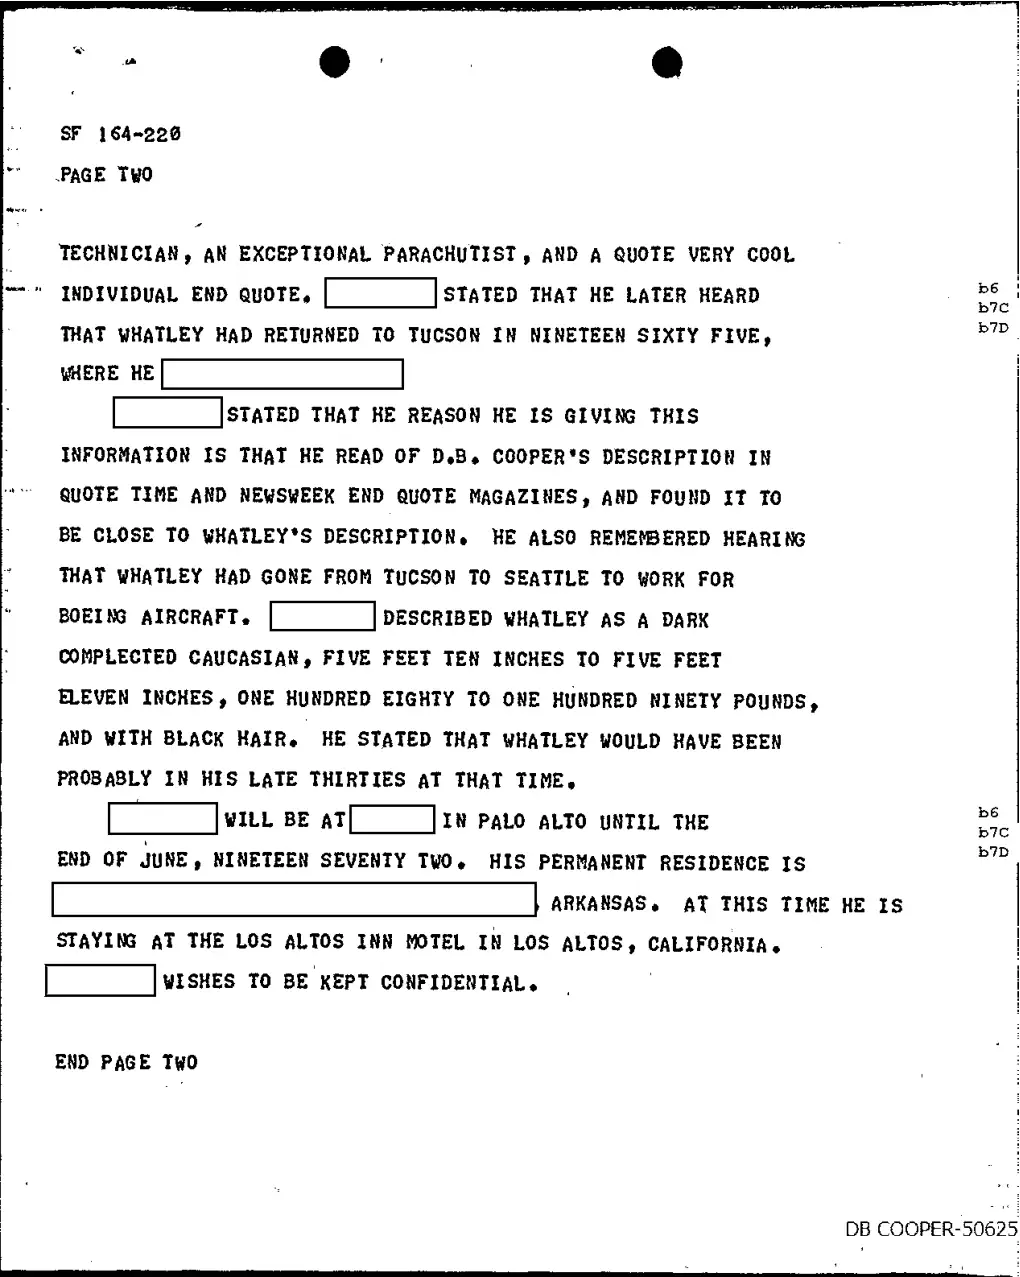 SF 164-220
PAGE TWO
TECHNICIAN, AN EXCEPTIONAL PARACHUTIST, AND A QUOTE VERY COOL
INDIVIDUAL END QUOTE. STATED THAT HE LATER HEARD
b6
b7C
b7D
THAT WHATLEY HAD RETURNED TO TUCSON IN NINETEEN SIXTY FIVE,
WHERE HE
STATED THAT HE REASON HE IS GIVING THIS
INFORMATION IS THAT HE READ OF D.B. COOPER'S DESCRIPTION IN
QUOTE TIME AND NEWSWEEK END QUOTE MAGAZINES, AND FOUND IT TO
BE CLOSE TO WHATLEY'S DESCRIPTION. HE ALSO REMEMBERED HEARING
THAT WHATLEY HAD GONE FROM TUCSON TO SEATTLE TO WORK FOR
BOEING AIRCRAFT. DESCRIBED WHATLEY AS A DARK
COMPLECTED CAUCASIAN, FIVE FEET TEN INCHES TO FIVE FEET
ELEVEN INCHES, ONE HUNDRED EIGHTY TO ONE HUNDRED NINETY POUNDS,
AND WITH BLACK HAIR. HE STATED THAT WHATLEY WOULD HAVE BEEN
PROBABLY IN HIS LATE THIRTIES AT THAT TIME.
WILL BE AT IN PALO ALTO UNTIL THE
b6
b7C
b7D
END OF JUNE, NINETEEN SEVENTY TWO. HIS PERMANENT RESIDENCE IS
, ARKANSAS. AT THIS TIME HE IS
STAYING AT THE LOS ALTOS INN MOTEL IN LOS ALTOS, CALIFORNIA.
WISHES TO BE KEPT CONFIDENTIAL.
END PAGE TWO
DB COOPER-50625